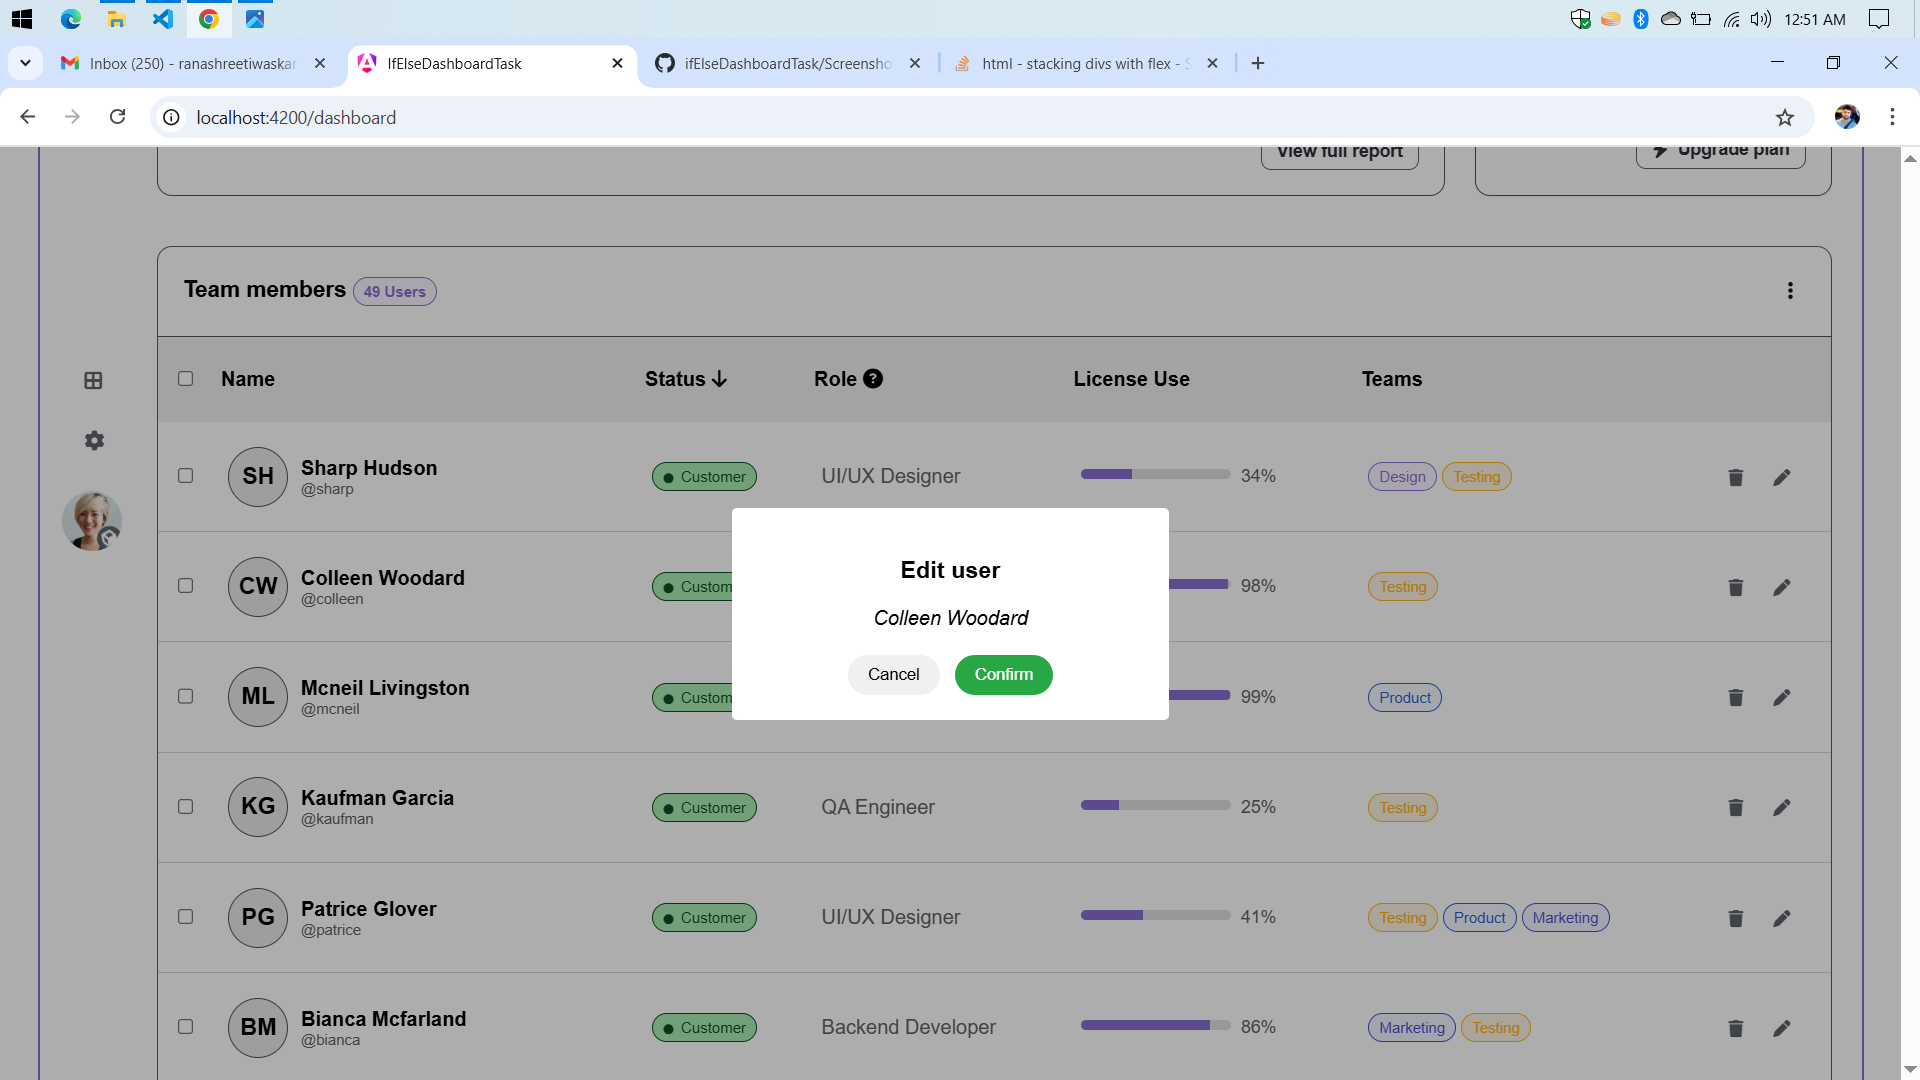 12:51 AM
Inbox (250) - ranashreetiwaskar
IfElseDashboardTask
ifElseDashboardTask/Screensho
html - stacking divs with flex - S
localhost:4200/dashboard
View full report
Upgrade plan
Team members 49 Users
Name Status Role License Use Teams
SH Sharp Hudson Customer UI/UX Designer 34% Design Testing
@sharp
CW Colleen Woodard Custom 98% Testing
@colleen
Edit user
Colleen Woodard
Cancel Confirm
ML Mcneil Livingston Custom 99% Product
@mcneil
KG Kaufman Garcia Customer QA Engineer 25% Testing
@kaufman
PG Patrice Glover Customer UI/UX Designer 41% Testing Product Marketing
@patrice
BM Bianca Mcfarland Customer Backend Developer 86% Marketing Testing
@bianca